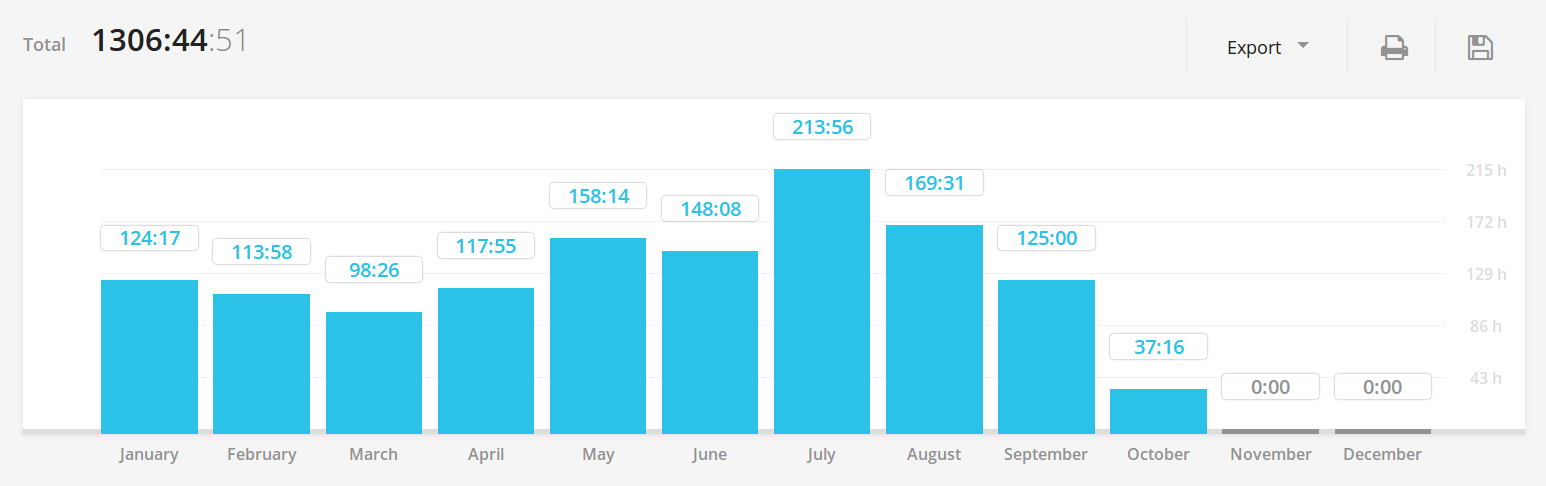 Total 1306:44:51 Export
213:56
215 h
169:31
158:14
148:08
172 h
124:17 113:58 117:55 125:00
98:26
129 h
86 h
37:16
43 h
0:00 0:00
January February March April May June July August September October November December